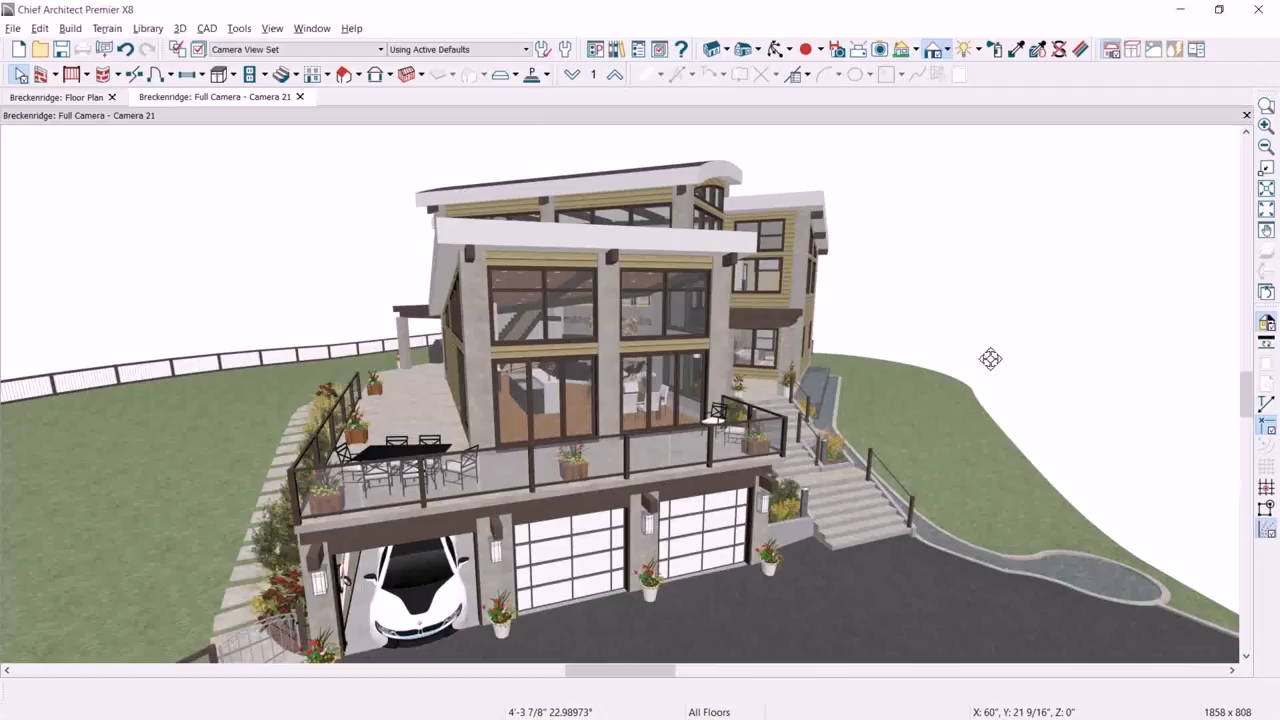 Chief Architect Premier X8
File Edit Build Terrain Library 3D CAD Tools View Window Help
Camera View Set Using Active Defaults
1
Breckenridge: Floor Plan Breckenridge: Full Camera - Camera 21
Breckenridge: Full Camera - Camera 21
4'-3 7/8" 22.98973° All Floors X: 60", Y: 21 9/16", Z: 0" 1858 x 808